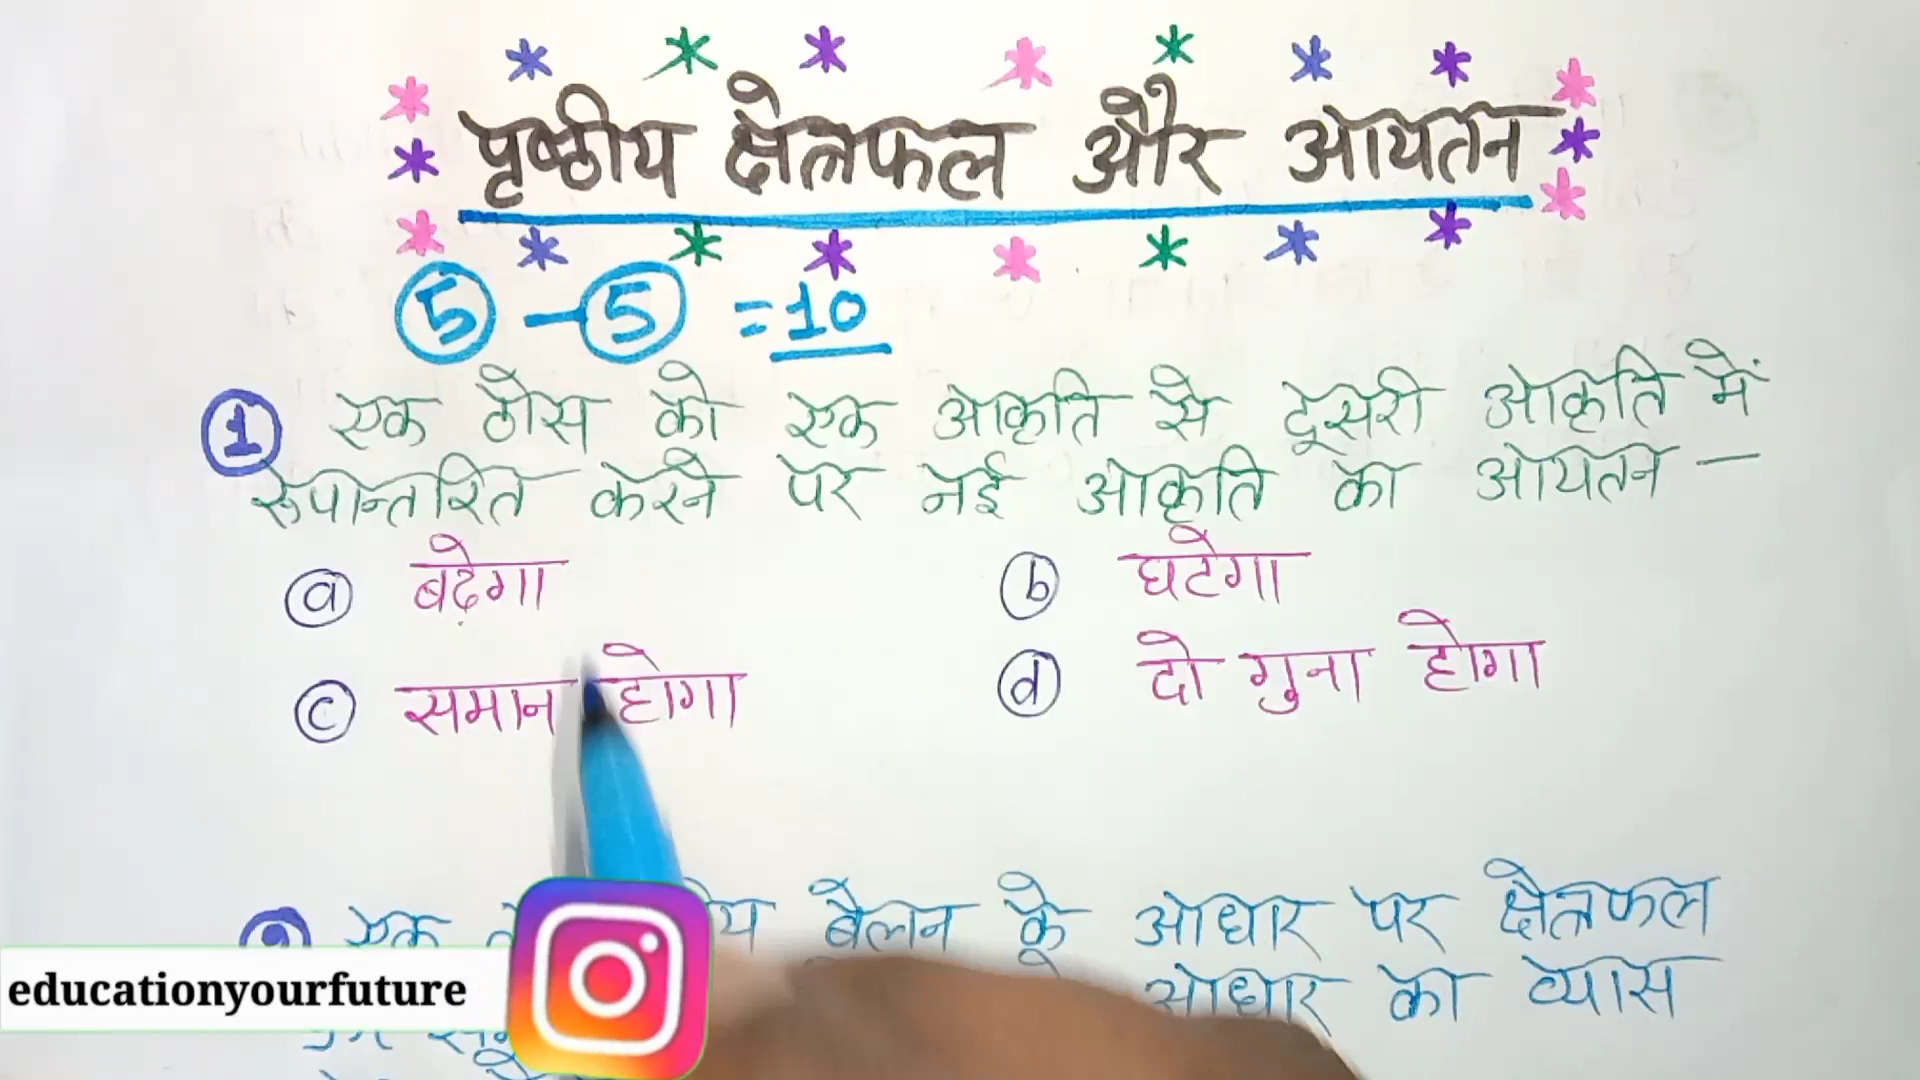 पृष्ठीय क्षेत्रफल और आयतन
5 - 5 = 10
1 एक ठोस को एक आकृति से दूसरी आकृति में
रूपान्तरित करने पर नई आकृति का आयतन -
a बढ़ेगा b घटेगा
c समान होगा d दो गुना होगा
एक बेलन के आधार पर क्षेत्रफल
आधार का व्यास
educationyourfuture